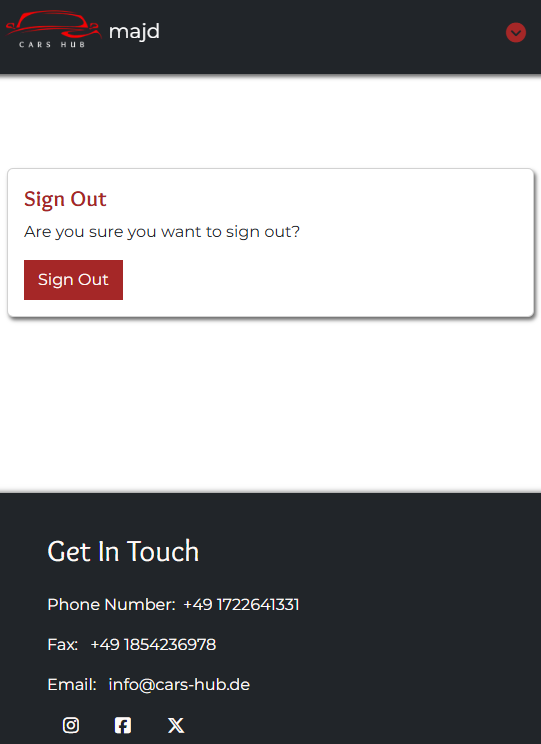 CARS HUB
majd
Sign Out
Are you sure you want to sign out?
Sign Out
Get In Touch
Phone Number: +49 1722641331
Fax: +49 1854236978
Email: info@cars-hub.de